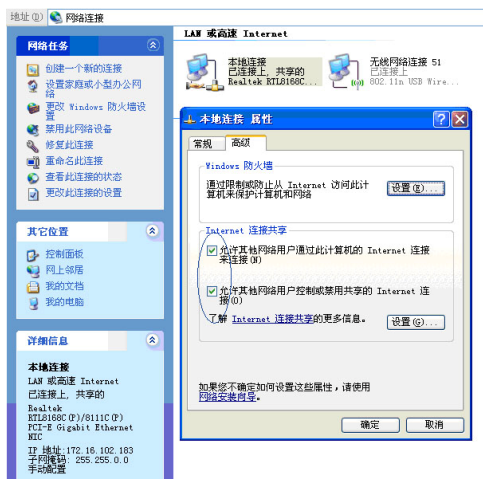 地址(D) 网络连接
LAN 或高速 Internet
网络任务
创建一个新的连接
设置家庭或小型办公网
络
更改 Windows 防火墙设
置
禁用此网络设备
修复此连接
重命名此连接
查看此连接的状态
更改此连接的设置
其它位置
控制面板
网上邻居
我的文档
我的电脑
详细信息
本地连接
LAN 或高速 Internet
已连接上，共享的
Realtek
RTL8168C(P)/8111C(P)
PCI-E Gigabit Ethernet
NIC
IP 地址:172.16.102.183
子网掩码: 255.255.0.0
手动配置
本地连接
已连接上，共享的
Realtek RTL8168C...
无线网络连接 51
已连接上
802.11n USB Wire...
本地连接 属性
常规 高级
Windows 防火墙
通过限制或防止从 Internet 访问此计
算机来保护计算机和网络
设置(E)...
Internet 连接共享
允许其他网络用户通过此计算机的 Internet 连接
来连接(N)
允许其他网络用户控制或禁用共享的 Internet 连
接(O)
了解 Internet 连接共享的更多信息。
设置(G)...
如果您不确定如何设置这些属性，请使用
网络安装向导。
确定 取消